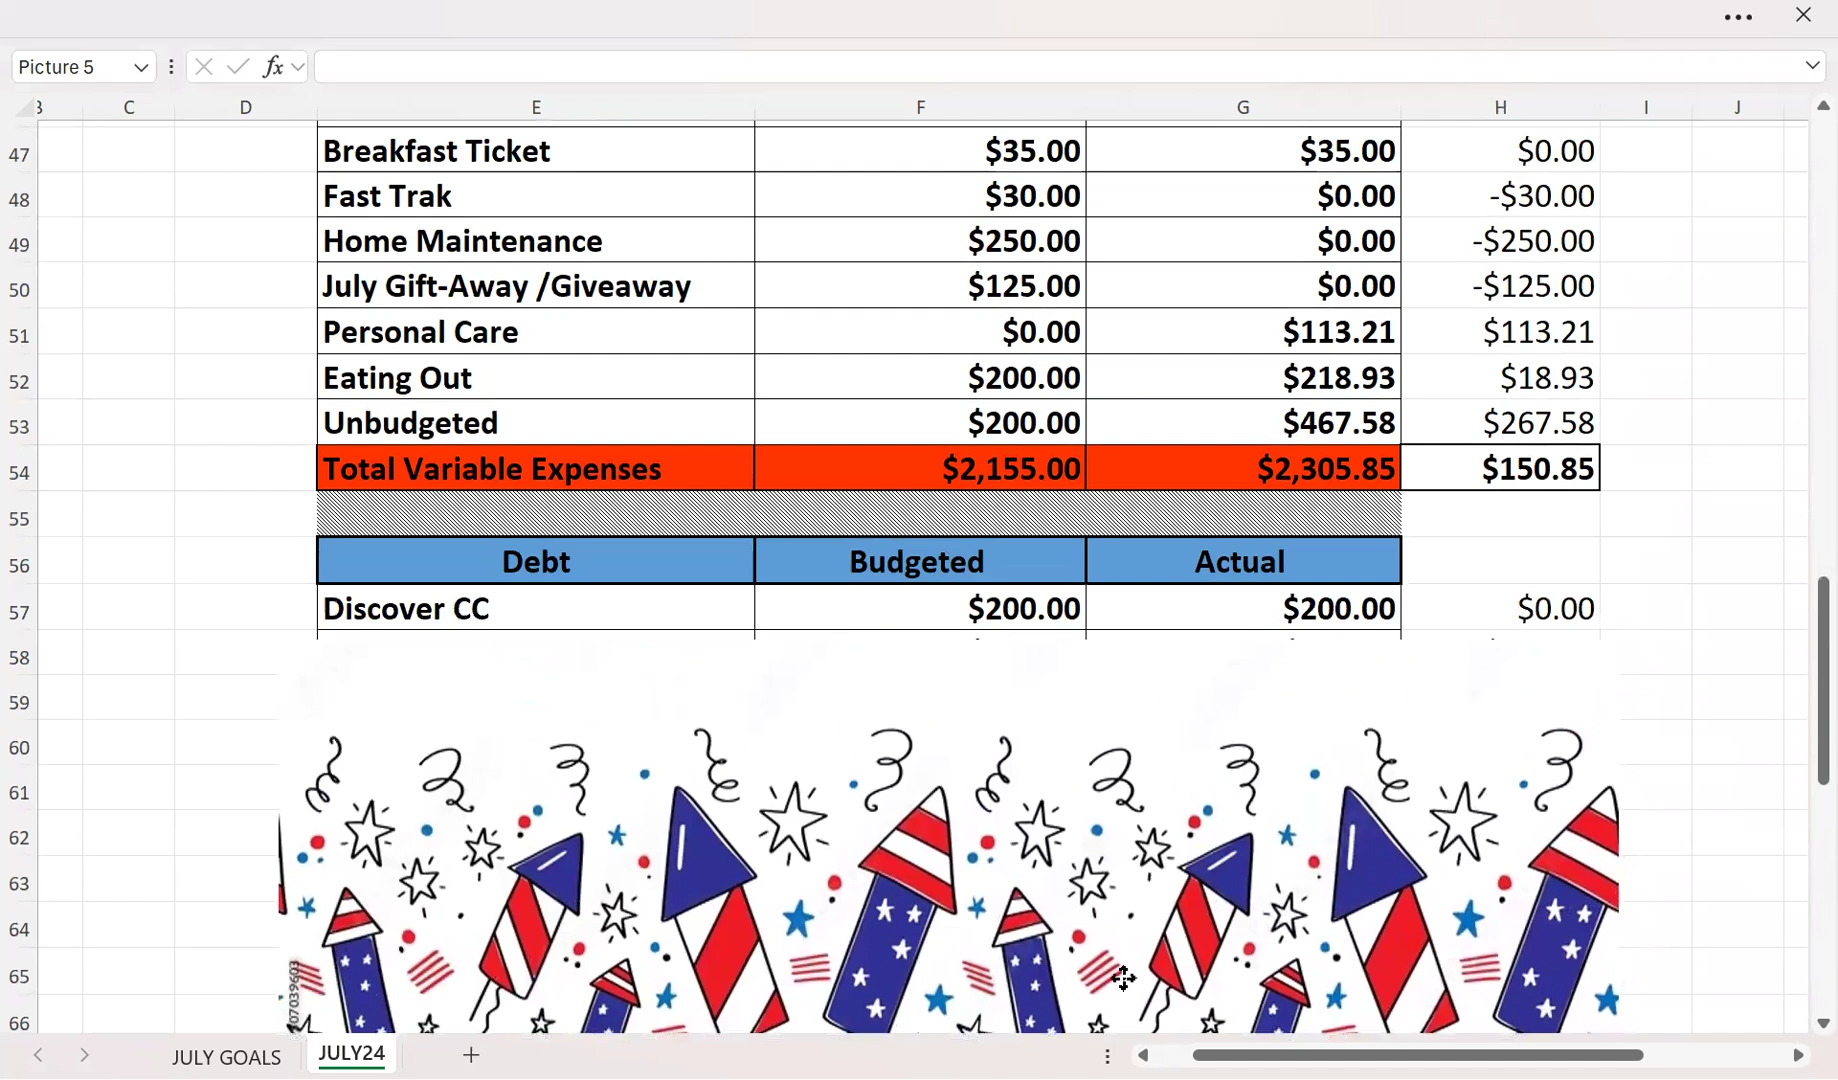 Picture 5 fx
B C D E F G H I J
47 Breakfast Ticket $35.00 $35.00 $0.00
48 Fast Trak $30.00 $0.00 -$30.00
49 Home Maintenance $250.00 $0.00 -$250.00
50 July Gift-Away /Giveaway $125.00 $0.00 -$125.00
51 Personal Care $0.00 $113.21 $113.21
52 Eating Out $200.00 $218.93 $18.93
53 Unbudgeted $200.00 $467.58 $267.58
54 Total Variable Expenses $2,155.00 $2,305.85 $150.85
55
56 Debt Budgeted Actual
57 Discover CC $200.00 $200.00 $0.00
58
59
60
61
62
63
64
65
66
707039603
JULY GOALS JULY24